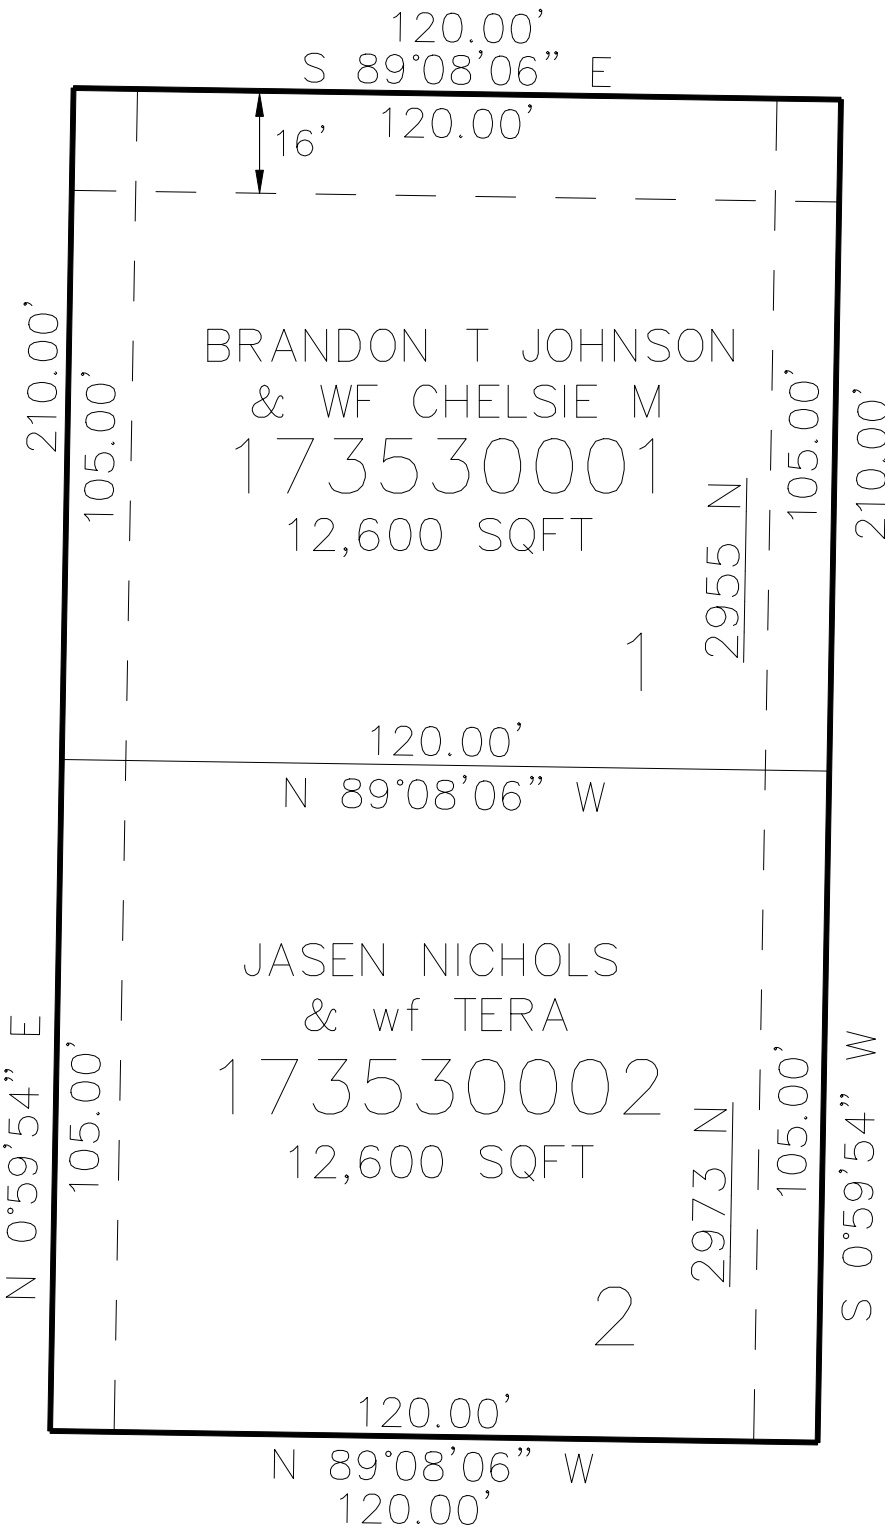 120.00'
S 89°08'06" E
120.00'
16'
210.00'
105.00'
BRANDON T JOHNSON
& WF CHELSIE M
173530001
12,600 SQFT
105.00'
210.00'
2955 N
1
120.00'
N 89°08'06" W
JASEN NICHOLS
& wf TERA
173530002
12,600 SQFT
N 0°59'54" E
105.00'
2973 N
105.00'
S 0°59'54" W
2
120.00'
N 89°08'06" W
120.00'